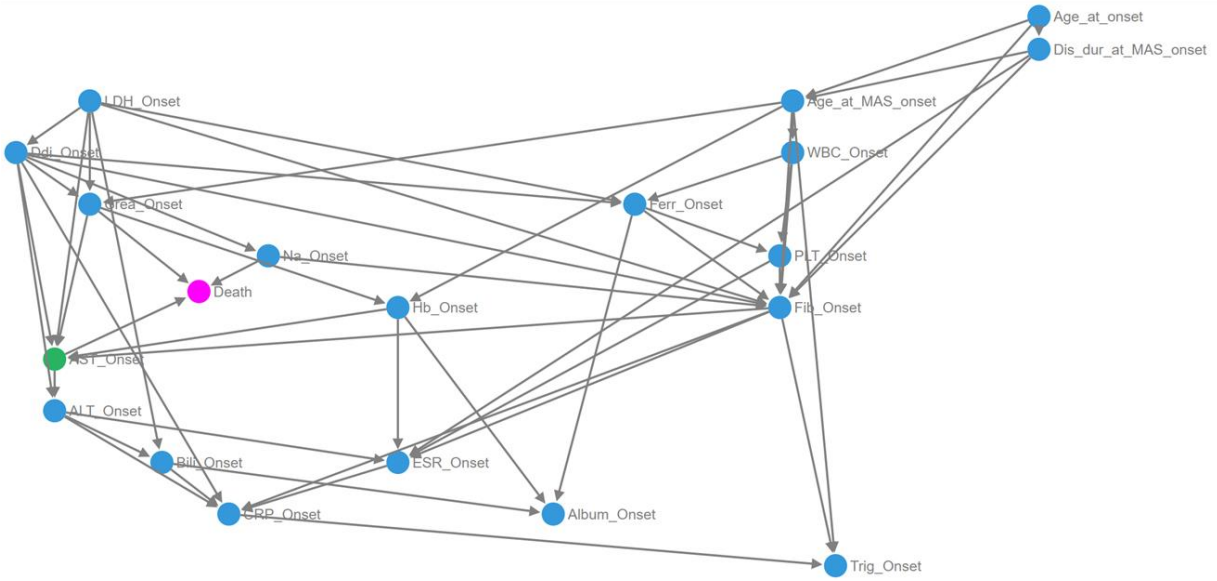 Age_at_onset
Dis_dur_at_MAS_onset
LDH_Onset
Age_at_MAS_onset
Ddi_Onset
WBC_Onset
Crea_Onset
Ferr_Onset
Na_Onset
PLT_Onset
Death
Hb_Onset
Fib_Onset
AST_Onset
ALT_Onset
Bili_Onset
ESR_Onset
CRP_Onset
Album_Onset
Trig_Onset